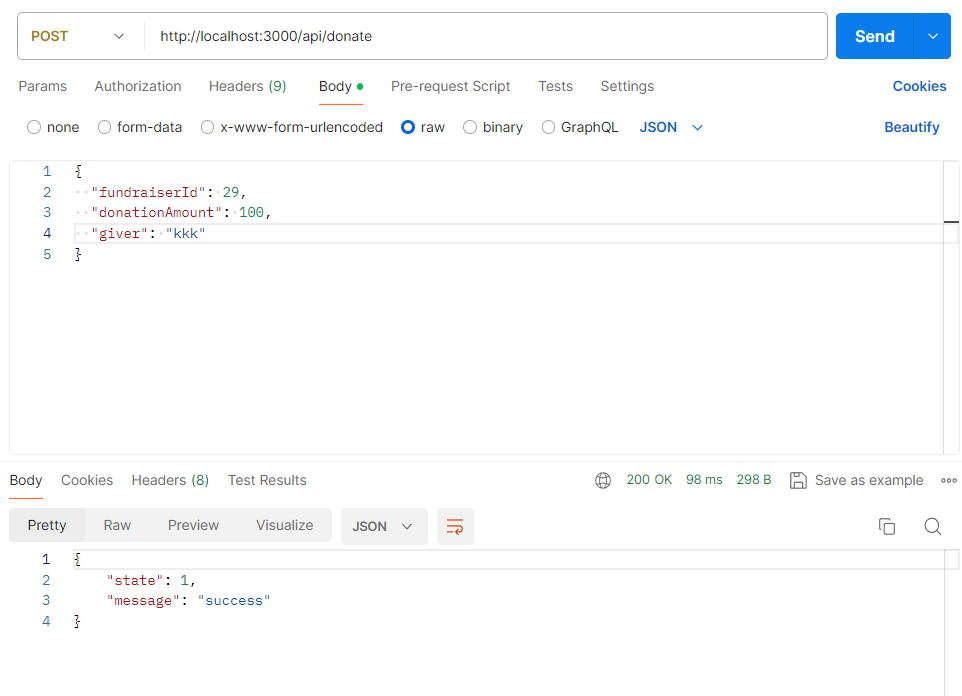 POST http://localhost:3000/api/donate Send
Params Authorization Headers (9) Body Pre-request Script Tests Settings Cookies
none form-data x-www-form-urlencoded raw binary GraphQL JSON Beautify
1 {
2 "fundraiserId": 29,
3 "donationAmount": 100,
4 "giver": "kkk"
5 }
Body Cookies Headers (8) Test Results 200 OK 98 ms 298 B Save as example
Pretty Raw Preview Visualize JSON
1 {
2 "state": 1,
3 "message": "success"
4 }